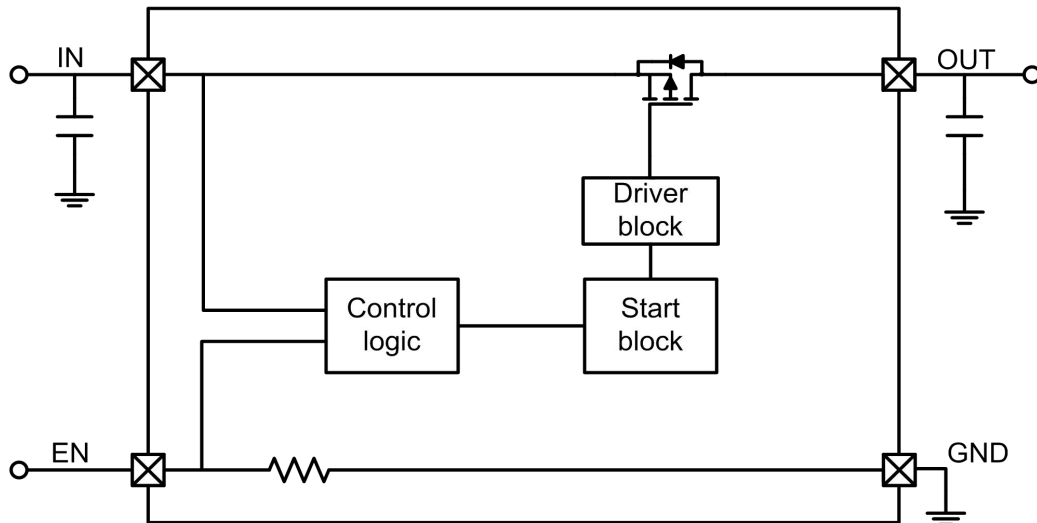 IN
OUT
Driver
block
Control
logic
Start
block
EN
GND